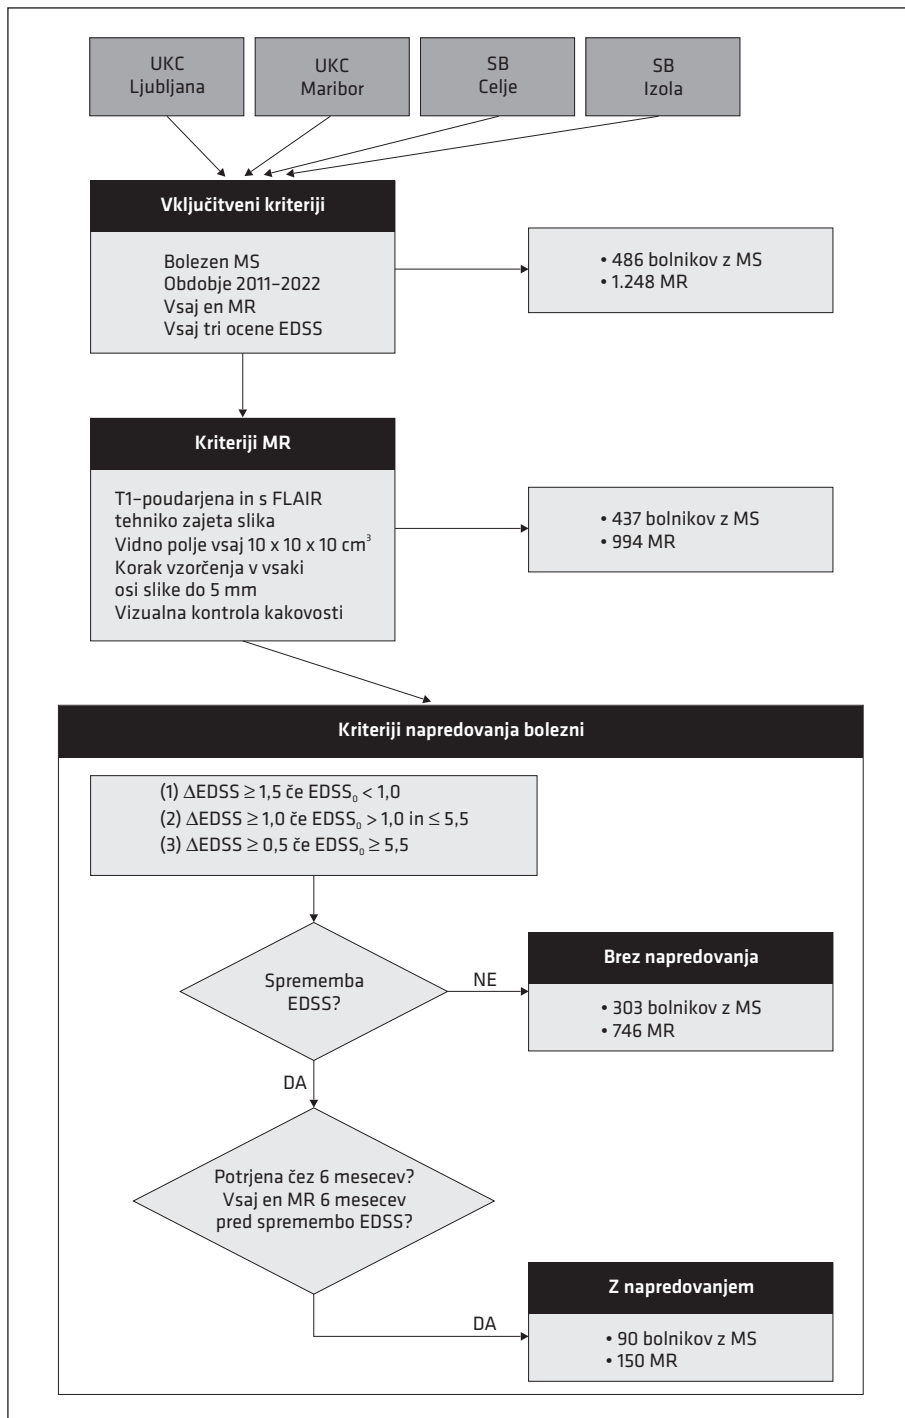 UKC
Ljubljana
UKC
Maribor
SB
Celje
SB
Izola
Vključitveni kriteriji
Bolezen MS
Obdobje 2011–2022
Vsaj en MR
Vsaj tri ocene EDSS
• 486 bolnikov z MS
• 1.248 MR
Kriteriji MR
T1–poudarjena in s FLAIR
tehniko zajeta slika
Vidno polje vsaj 10 x 10 x 10 cm³
Korak vzorčenja v vsaki
osi slike do 5 mm
Vizualna kontrola kakovosti
• 437 bolnikov z MS
• 994 MR
Kriteriji napredovanja bolezni
(1) ΔEDSS ≥ 1,5 če EDSS₀ < 1,0
(2) ΔEDSS ≥ 1,0 če EDSS₀ > 1,0 in ≤ 5,5
(3) ΔEDSS ≥ 0,5 če EDSS₀ ≥ 5,5
Sprememba
EDSS?
NE
Brez napredovanja
• 303 bolnikov z MS
• 746 MR
DA
Potrjena čez 6 mesecev?
Vsaj en MR 6 mesecev
pred spremembo EDSS?
DA
Z napredovanjem
• 90 bolnikov z MS
• 150 MR